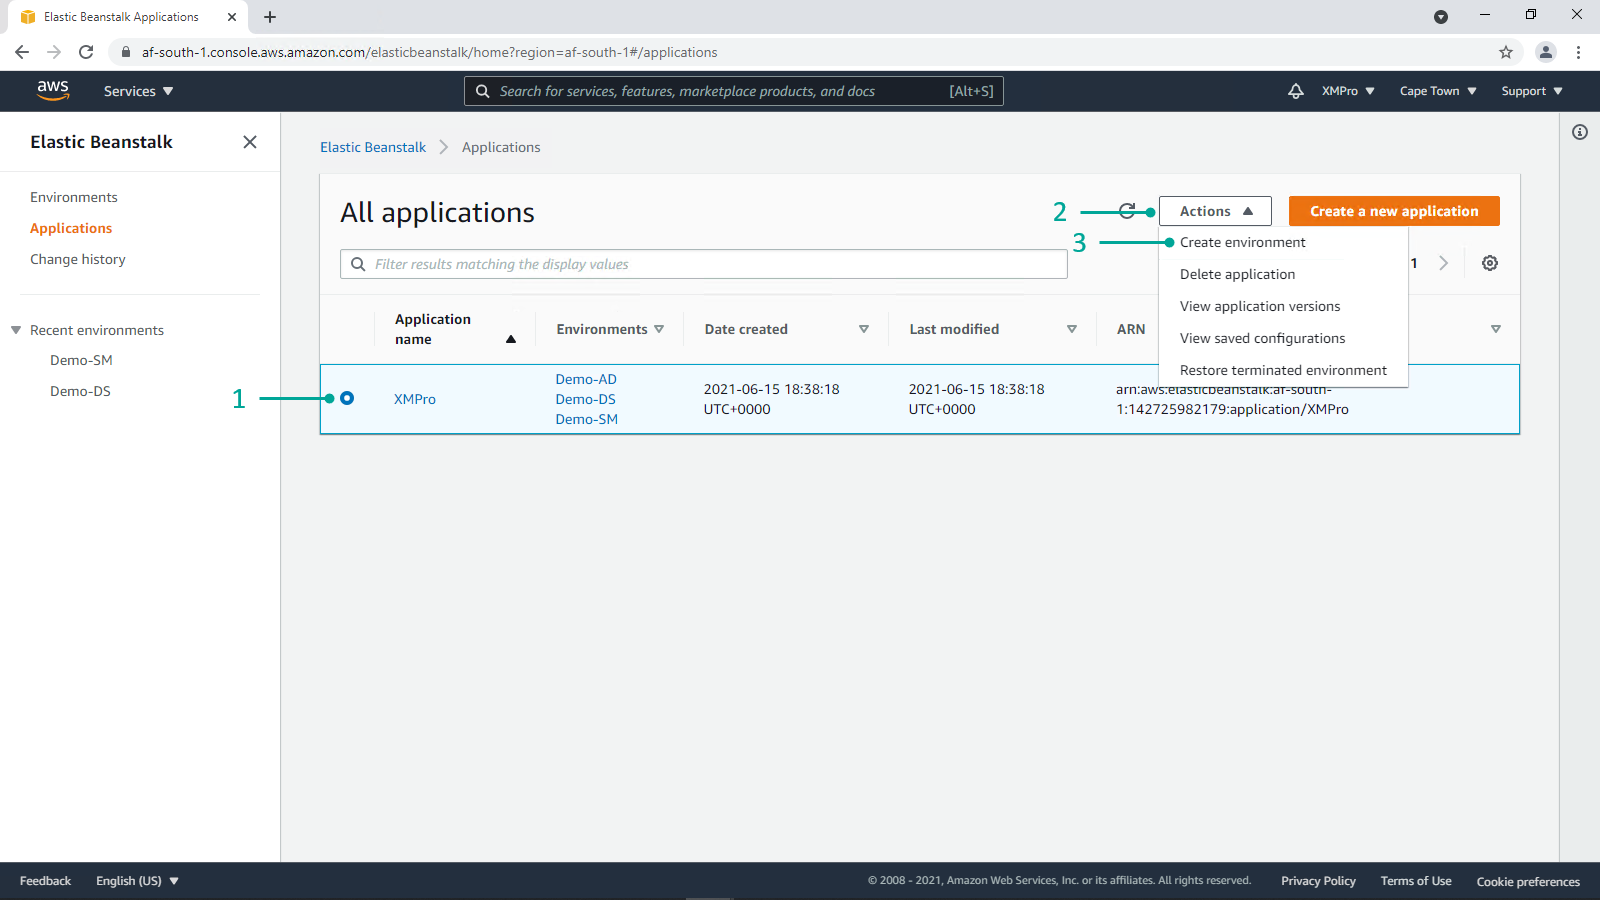 Elastic Beanstalk Applications
af-south-1.console.aws.amazon.com/elasticbeanstalk/home?region=af-south-1#/applications
aws
Services
Search for services, features, marketplace products, and docs [Alt+S]
XMPro
Cape Town
Support
Elastic Beanstalk
Environments
Applications
Change history
Recent environments
Demo-SM
Demo-DS
Elastic Beanstalk
Applications
All applications
2
Actions
Create a new application
3
Create environment
Delete application
View application versions
View saved configurations
Restore terminated environment
Filter results matching the display values
1
Application
name
Environments
Date created
Last modified
ARN
1
XMPro
Demo-AD
Demo-DS
Demo-SM
2021-06-15 18:38:18
UTC+0000
2021-06-15 18:38:18
UTC+0000
arn:aws:elasticbeanstalk:af-south-
1:142725982179:application/XMPro
Feedback
English (US)
© 2008 - 2021, Amazon Web Services, Inc. or its affiliates. All rights reserved.
Privacy Policy
Terms of Use
Cookie preferences